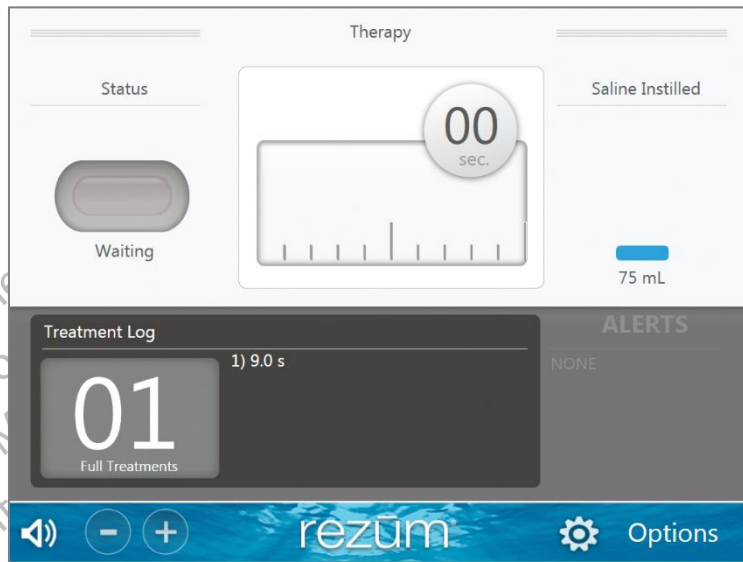 Therapy
Status
Saline Instilled
00
sec.
Waiting
75 mL
Treatment Log
ALERTS
1) 9.0 s
NONE
01
Full Treatments
rezūm
Options